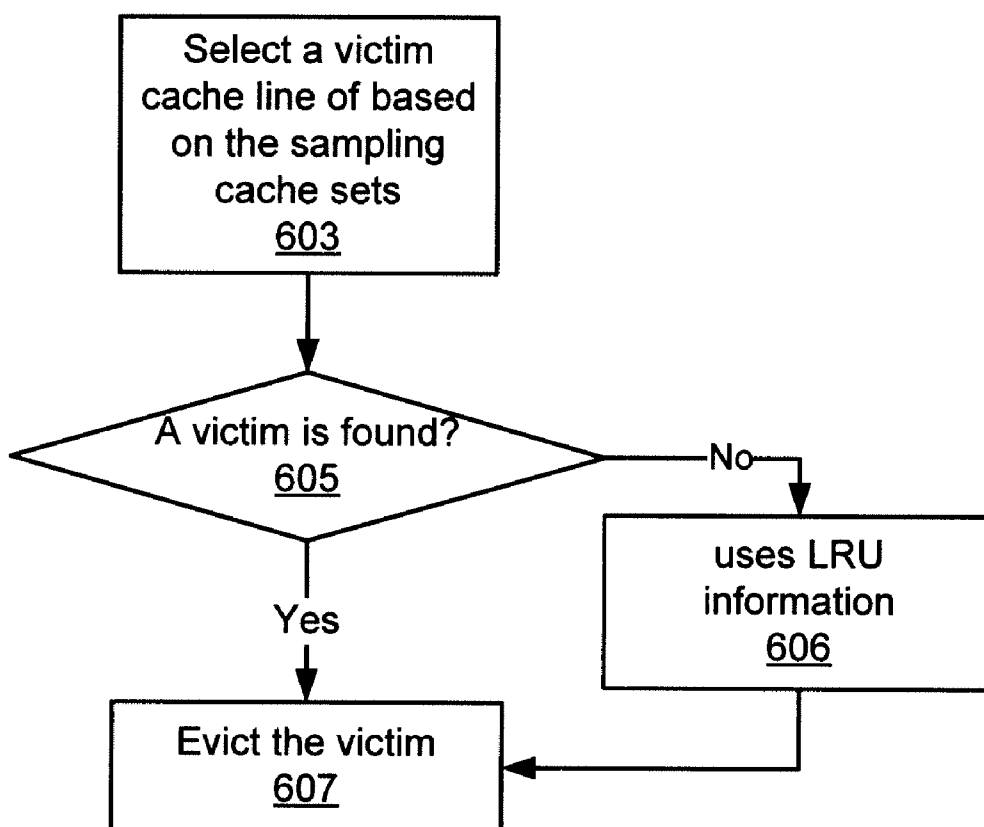 Select a victim
cache line of based
on the sampling
cache sets
603
A victim is found?
605
No
uses LRU
information
606
Yes
Evict the victim
607